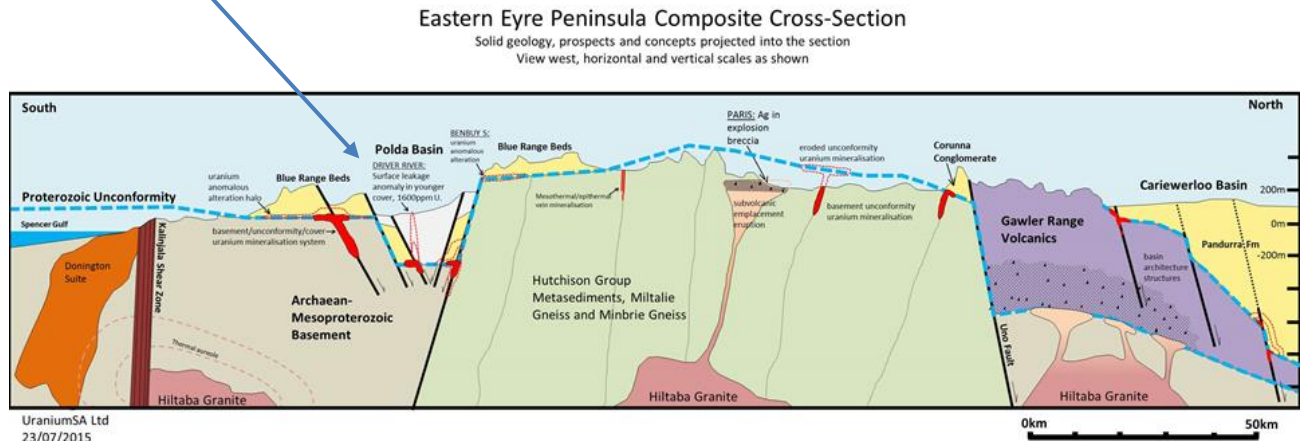 Eastern Eyre Peninsula Composite Cross-Section
Solid geology, prospects and concepts projected into the section
View west, horizontal and vertical scales as shown
South
North
Proterozoic Unconformity
Spencer Gulf
Donington
Suite
Kalinjala Shear Zone
Thermal aureole
Hiltaba Granite
uranium
anomalous
alteration halo
Blue Range Beds
basement/unconformity/cover
uranium mineralisation system
Archaean-
Mesoproterozoic
Basement
Polda Basin
DRIVER RIVER:
Surface leakage
anomaly in younger
cover, 1600ppm U.
BENBUY S:
uranium
anomalous
alteration
Blue Range Beds
Mesothermal/epithermal
vein mineralisation
Hutchison Group
Metasediments, Miltalie
Gneiss and Minbrie Gneiss
PARIS: Ag in
explosion
breccia
subvolcanic
emplacement
eruption
Hiltaba Granite
eroded unconformity
uranium mineralisation
basement unconformity
uranium mineralisation
Corunna
Conglomerate
Uno Fault
Gawler Range
Volcanics
basin
architecture
structures
Hiltaba Granite
Cariewerloo Basin
Pandurra Fm
200m
0m
-200m
UraniumSA Ltd
23/07/2015
0km
50km